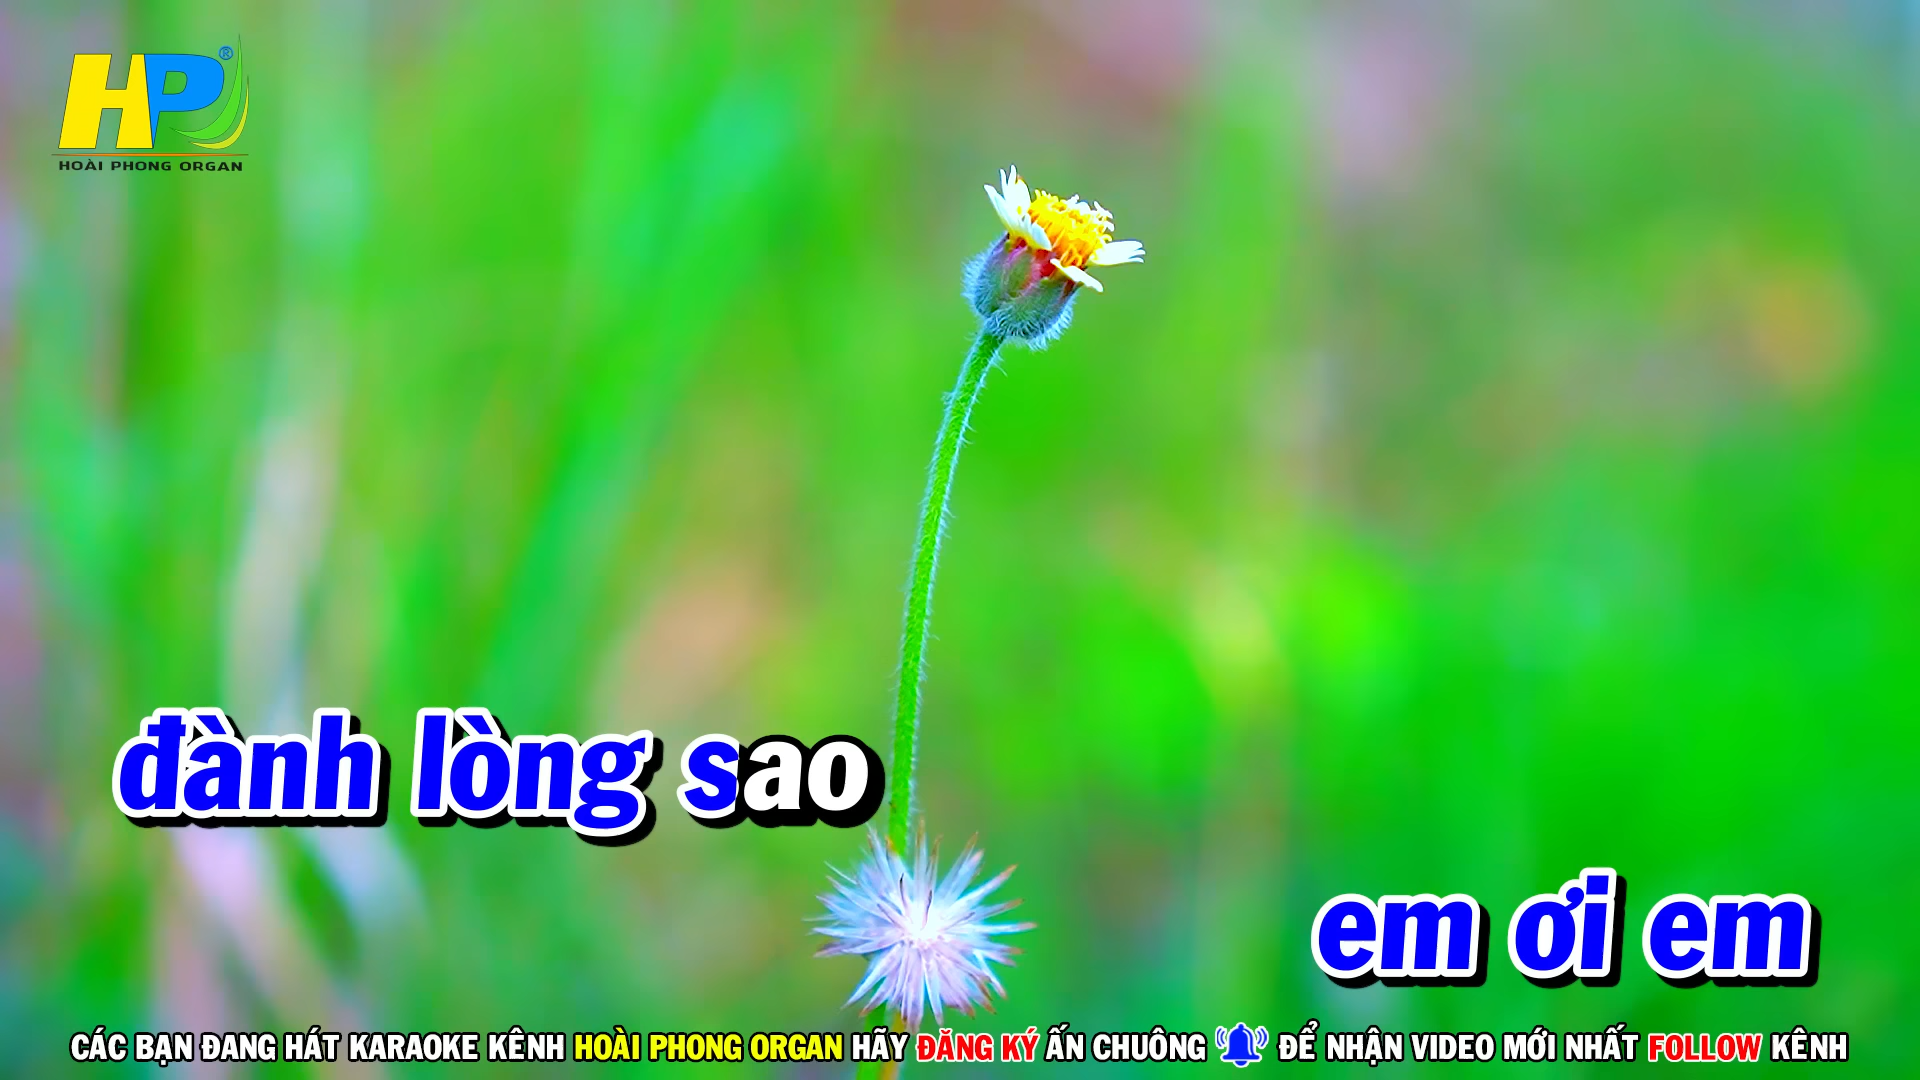 HP®
HOÀI PHONG ORGAN
đành lòng sao
em ơi em
CÁC BẠN ĐANG HÁT KARAOKE KÊNH HOÀI PHONG ORGAN HÃY ĐĂNG KÝ ẤN CHUÔNG ĐỂ NHẬN VIDEO MỚI NHẤT FOLLOW KÊNH